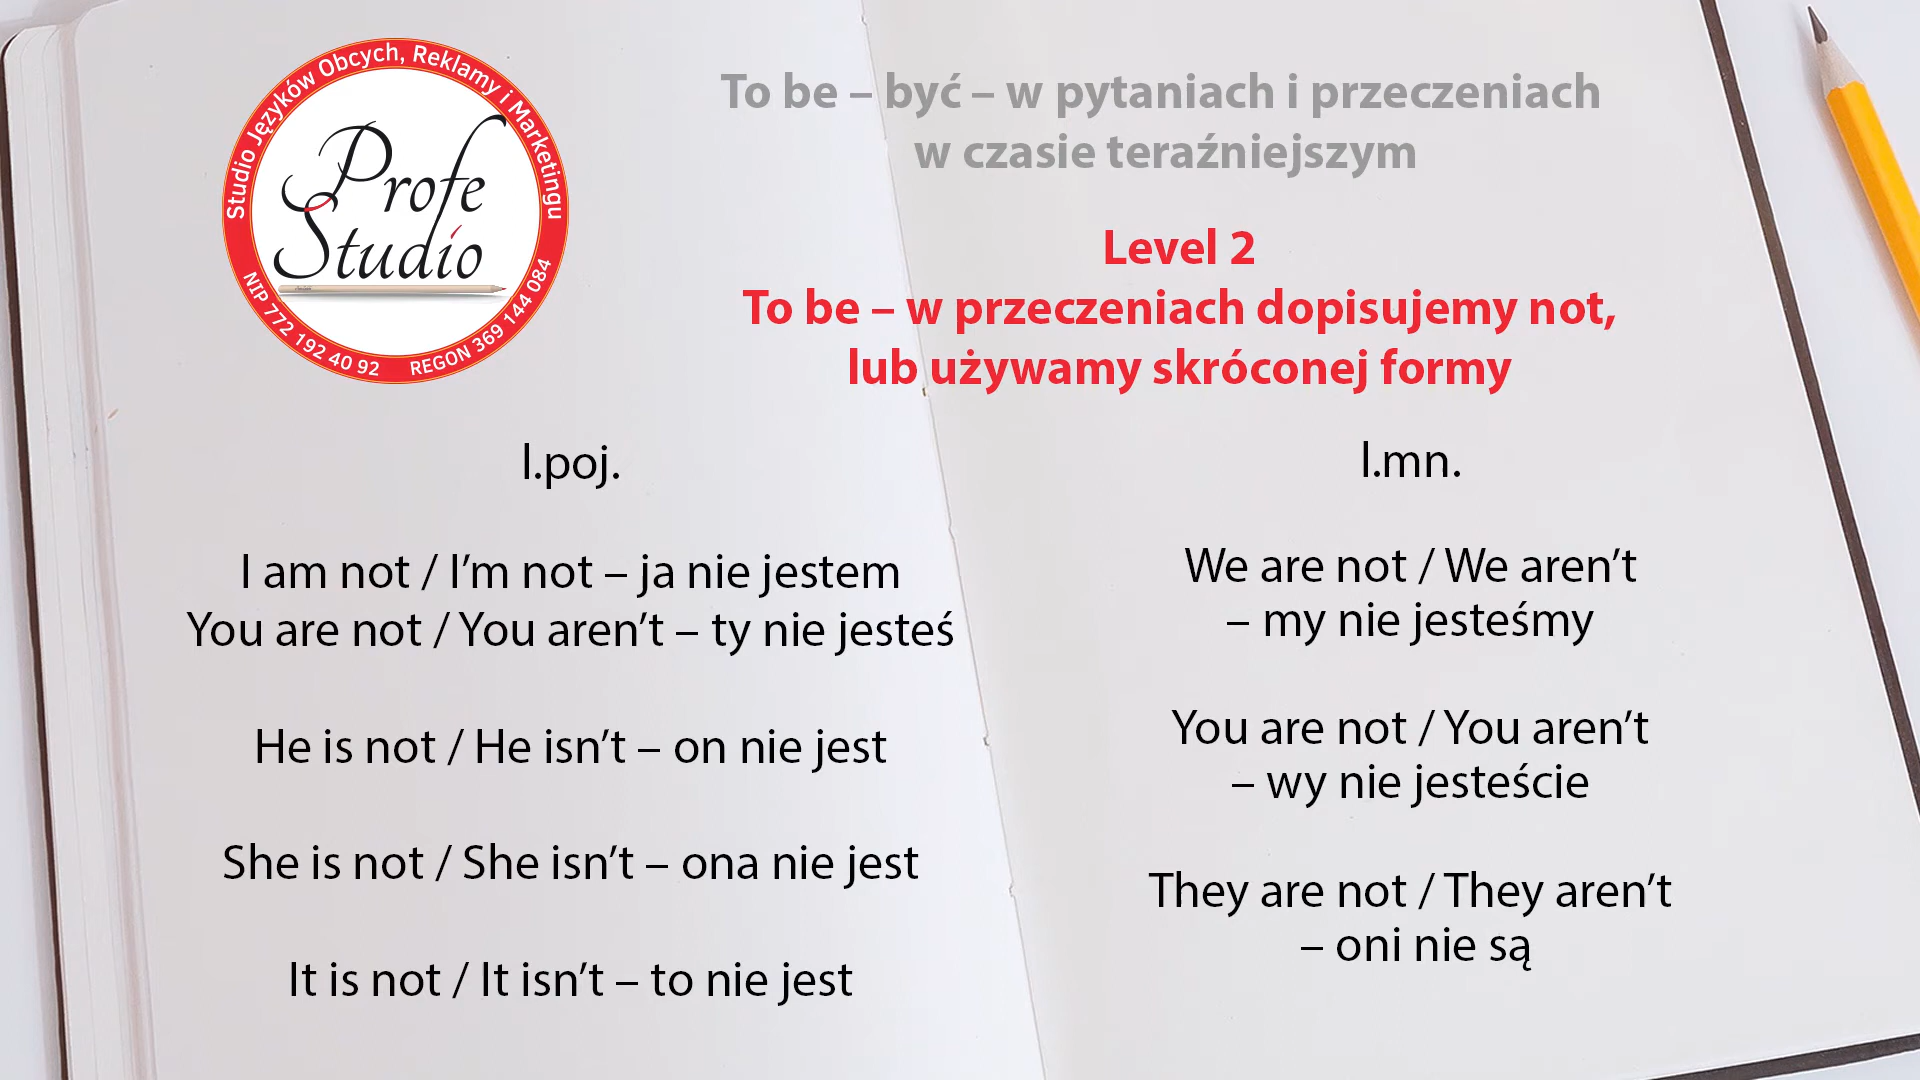 Studio Języków Obcych, Reklamy i Marketingu
Profe
Studio
NIP 772 192 40 92 REGON 369 144 084
To be – być – w pytaniach i przeczeniach
w czasie teraźniejszym
Level 2
To be – w przeczeniach dopisujemy not,
lub używamy skróconej formy
l.poj.
I am not / I’m not – ja nie jestem
You are not / You aren’t – ty nie jesteś
He is not / He isn’t – on nie jest
She is not / She isn’t – ona nie jest
It is not / It isn’t – to nie jest
l.mn.
We are not / We aren’t
– my nie jesteśmy
You are not / You aren’t
– wy nie jesteście
They are not / They aren’t
– oni nie są